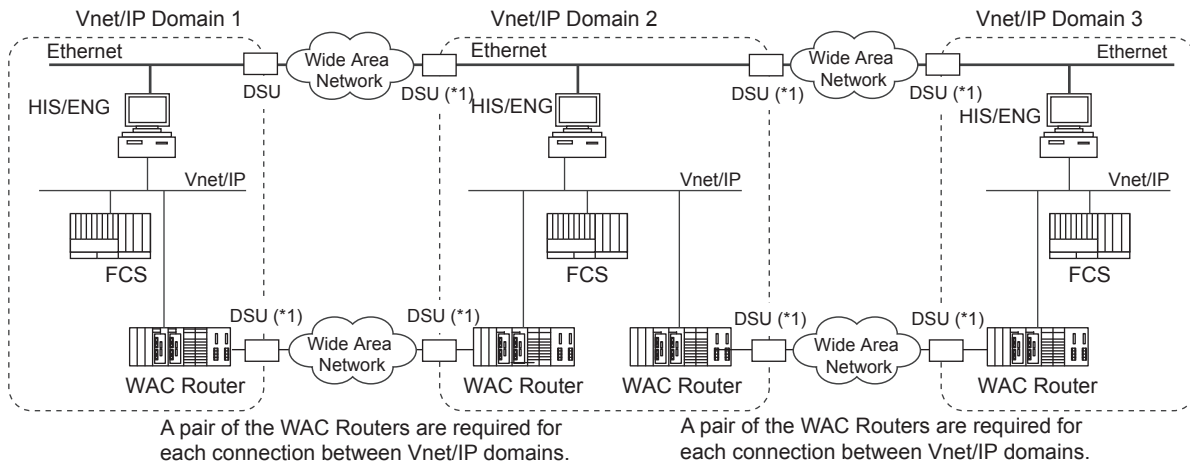 Vnet/IP Domain 1
Vnet/IP Domain 2
Vnet/IP Domain 3
Ethernet
Wide Area
Network
Ethernet
Wide Area
Network
Ethernet
DSU
DSU (*1)
DSU (*1)
DSU (*1)
HIS/ENG
HIS/ENG
HIS/ENG
Vnet/IP
Vnet/IP
Vnet/IP
FCS
FCS
FCS
DSU (*1)
DSU (*1)
DSU (*1)
DSU (*1)
Wide Area
Network
Wide Area
Network
WAC Router
WAC Router
WAC Router
WAC Router
A pair of the WAC Routers are required for
each connection between Vnet/IP domains.
A pair of the WAC Routers are required for
each connection between Vnet/IP domains.